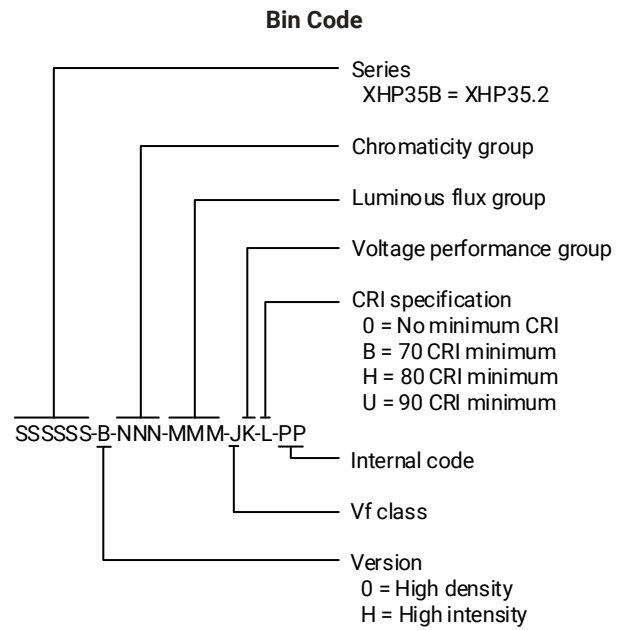 Bin Code
Series
XHP35B = XHP35.2
Chromaticity group
Luminous flux group
Voltage performance group
CRI specification
0 = No minimum CRI
B = 70 CRI minimum
H = 80 CRI minimum
U = 90 CRI minimum
SSSSSS-B-NNN-MMM-JK-L-PP
Internal code
Vf class
Version
0 = High density
H = High intensity